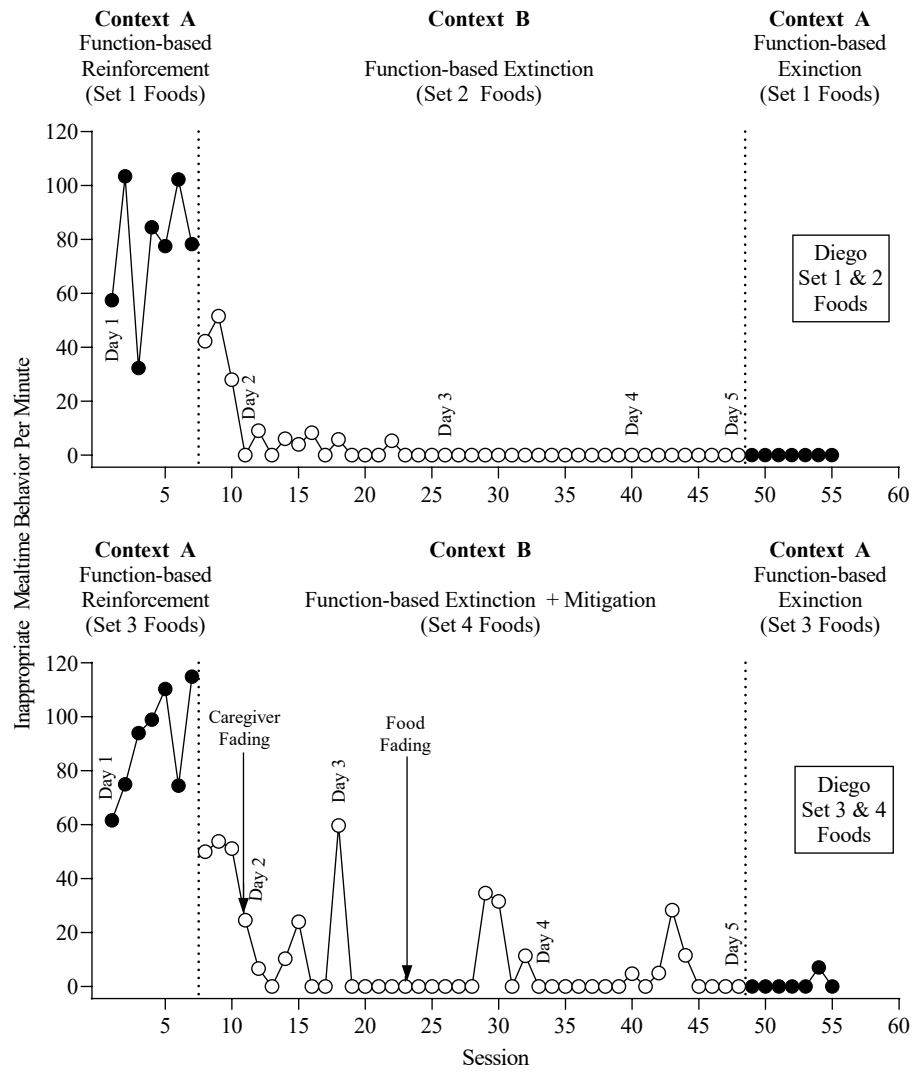 Context A
Function-based
Reinforcement
(Set 1 Foods)
Context B
Function-based Extinction
(Set 2 Foods)
Context A
Function-based
Exinction
(Set 1 Foods)
Inappropriate Mealtime Behavior Per Minute
120
100
80
60
40
20
0
Day 1
Day 2
Day 3
Day 4
Day 5
Diego
Set 1 & 2
Foods
5
10
15
20
25
30
35
40
45
50
55
60
Context A
Function-based
Reinforcement
(Set 3 Foods)
Context B
Function-based Extinction + Mitigation
(Set 4 Foods)
Context A
Function-based
Exinction
(Set 3 Foods)
120
100
80
60
40
20
0
Day 1
Caregiver
Fading
Day 2
Day 3
Food
Fading
Day 4
Day 5
Diego
Set 3 & 4
Foods
5
10
15
20
25
30
35
40
45
50
55
60
Session